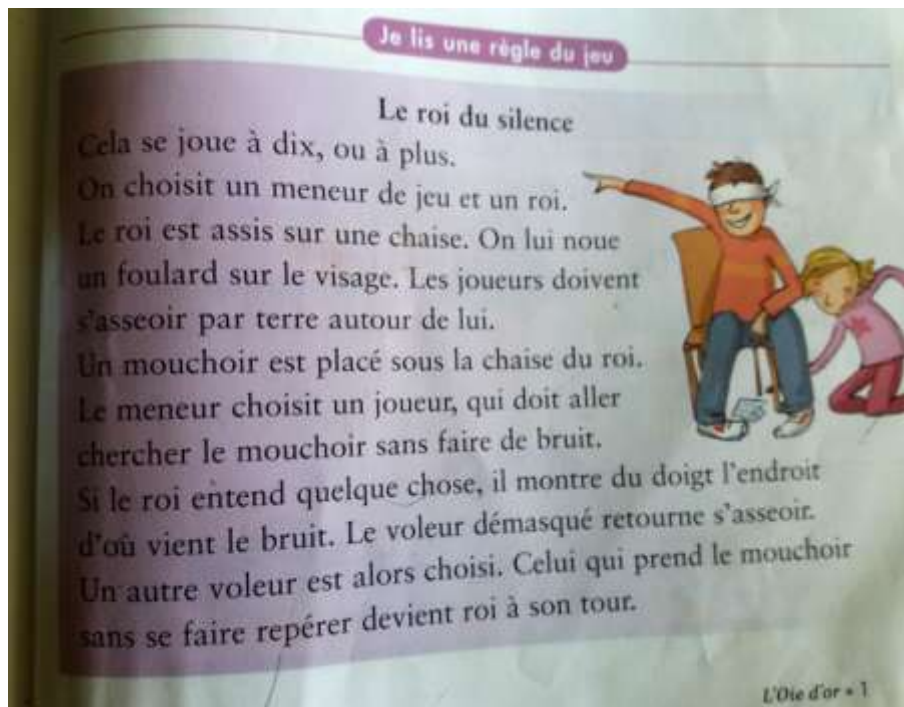 Je lis une règle du jeu
Le roi du silence
Cela se joue à dix, ou à plus.
On choisit un meneur de jeu et un roi.
Le roi est assis sur une chaise. On lui noue
un foulard sur le visage. Les joueurs doivent
s'asseoir par terre autour de lui.
Un mouchoir est placé sous la chaise du roi.
Le meneur choisit un joueur, qui doit aller
chercher le mouchoir sans faire de bruit.
Si le roi entend quelque chose, il montre du doigt l'endroit
d'où vient le bruit. Le voleur démasqué retourne s'asseoir.
Un autre voleur est alors choisi. Celui qui prend le mouchoir
sans se faire repérer devient roi à son tour.
L'Oie d'or • 1